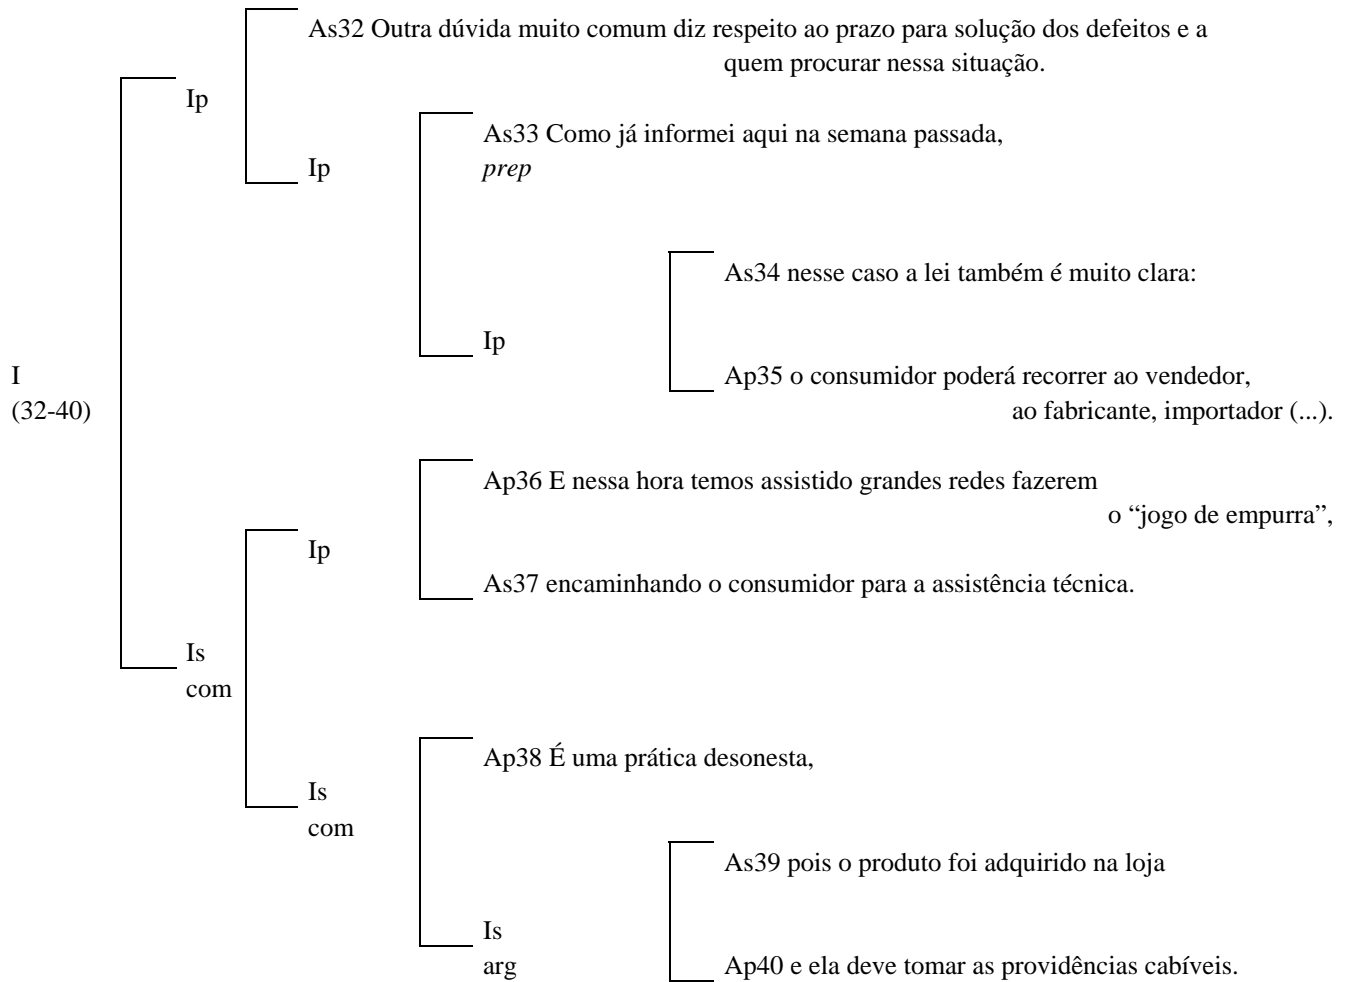 As32 Outra dúvida muito comum diz respeito ao prazo para solução dos defeitos e a
quem procurar nessa situação.
Ip
As33 Como já informei aqui na semana passada,
Ip
prep
As34 nesse caso a lei também é muito clara:
Ip
I
Ap35 o consumidor poderá recorrer ao vendedor,
(32-40)
ao fabricante, importador (...).
Ap36 E nessa hora temos assistido grandes redes fazerem
o “jogo de empurra”,
Ip
As37 encaminhando o consumidor para a assistência técnica.
Is
com
Ap38 É uma prática desonesta,
Is
com
As39 pois o produto foi adquirido na loja
Is
arg
Ap40 e ela deve tomar as providências cabíveis.